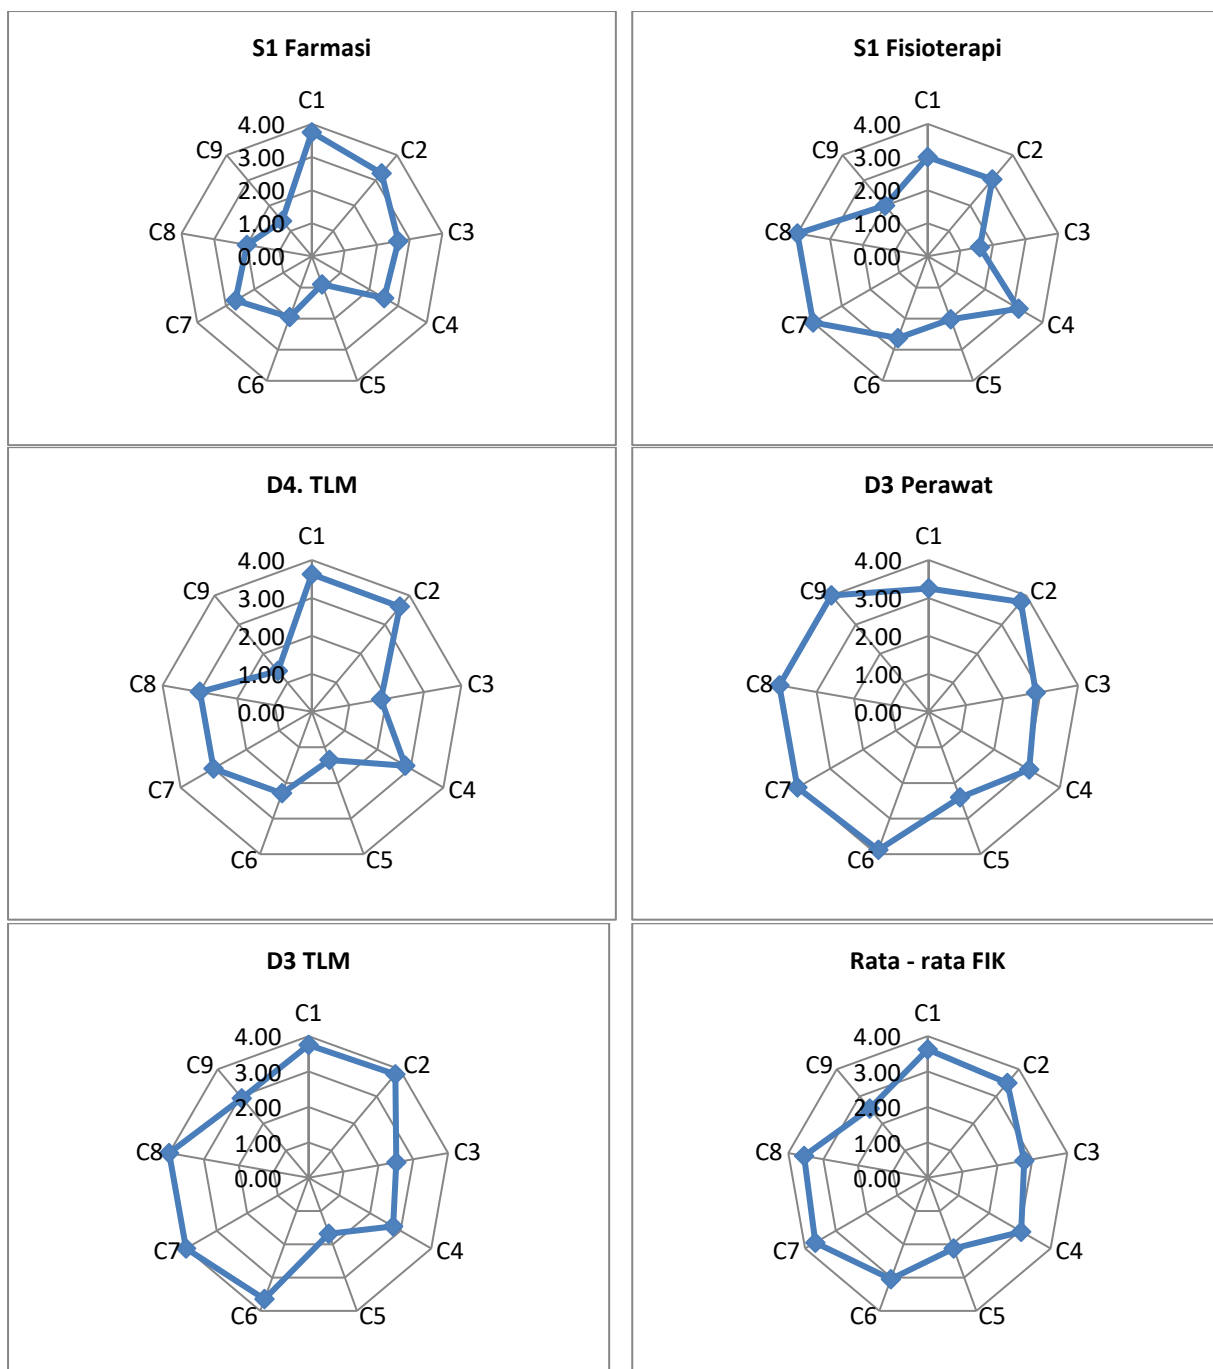 S1 Farmasi
C1
C2
C3
C4
C5
C6
C7
C8
C9
4.00
3.00
2.00
1.00
0.00
S1 Fisioterapi
C1
C2
C3
C4
C5
C6
C7
C8
C9
4.00
3.00
2.00
1.00
0.00
D4. TLM
C1
C2
C3
C4
C5
C6
C7
C8
C9
4.00
3.00
2.00
1.00
0.00
D3 Perawat
C1
C2
C3
C4
C5
C6
C7
C8
C9
4.00
3.00
2.00
1.00
0.00
D3 TLM
C1
C2
C3
C4
C5
C6
C7
C8
C9
4.00
3.00
2.00
1.00
0.00
Rata - rata FIK
C1
C2
C3
C4
C5
C6
C7
C8
C9
4.00
3.00
2.00
1.00
0.00